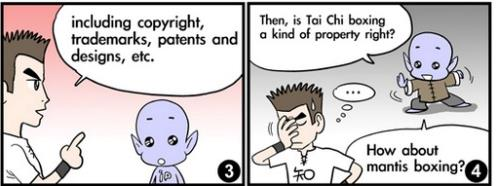 including copyright,
trademarks, patents and
designs, etc.
3
Then, is Tai Chi boxing
a kind of property right?
...
How about
mantis boxing?
知
4